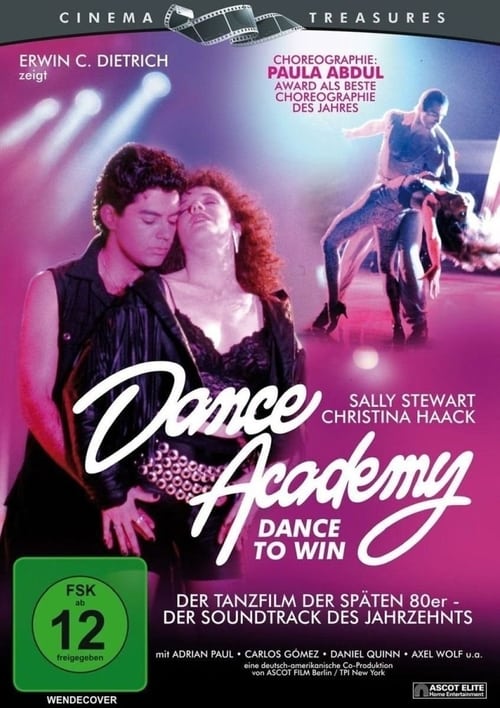 CINEMA TREASURES
ERWIN C. DIETRICH
zeigt
CHOREOGRAPHIE:
PAULA ABDUL
AWARD ALS BESTE
CHOREOGRAPHIE
DES JAHRES
SALLY STEWART
CHRISTINA HAACK
Dance
Academy
DANCE
TO WIN
FSK
ab
12
freigegeben
DER TANZFILM DER SPÄTEN 80er -
DER SOUNDTRACK DES JAHRZEHNTS
mit ADRIAN PAUL • CARLOS GÓMEZ • DANIEL QUINN • AXEL WOLF u.a.
eine deutsch-amerikanische Co-Produktion
von ASCOT FILM Berlin / TPI New York
WENDECOVER
ASCOT ELITE
Home Entertainment